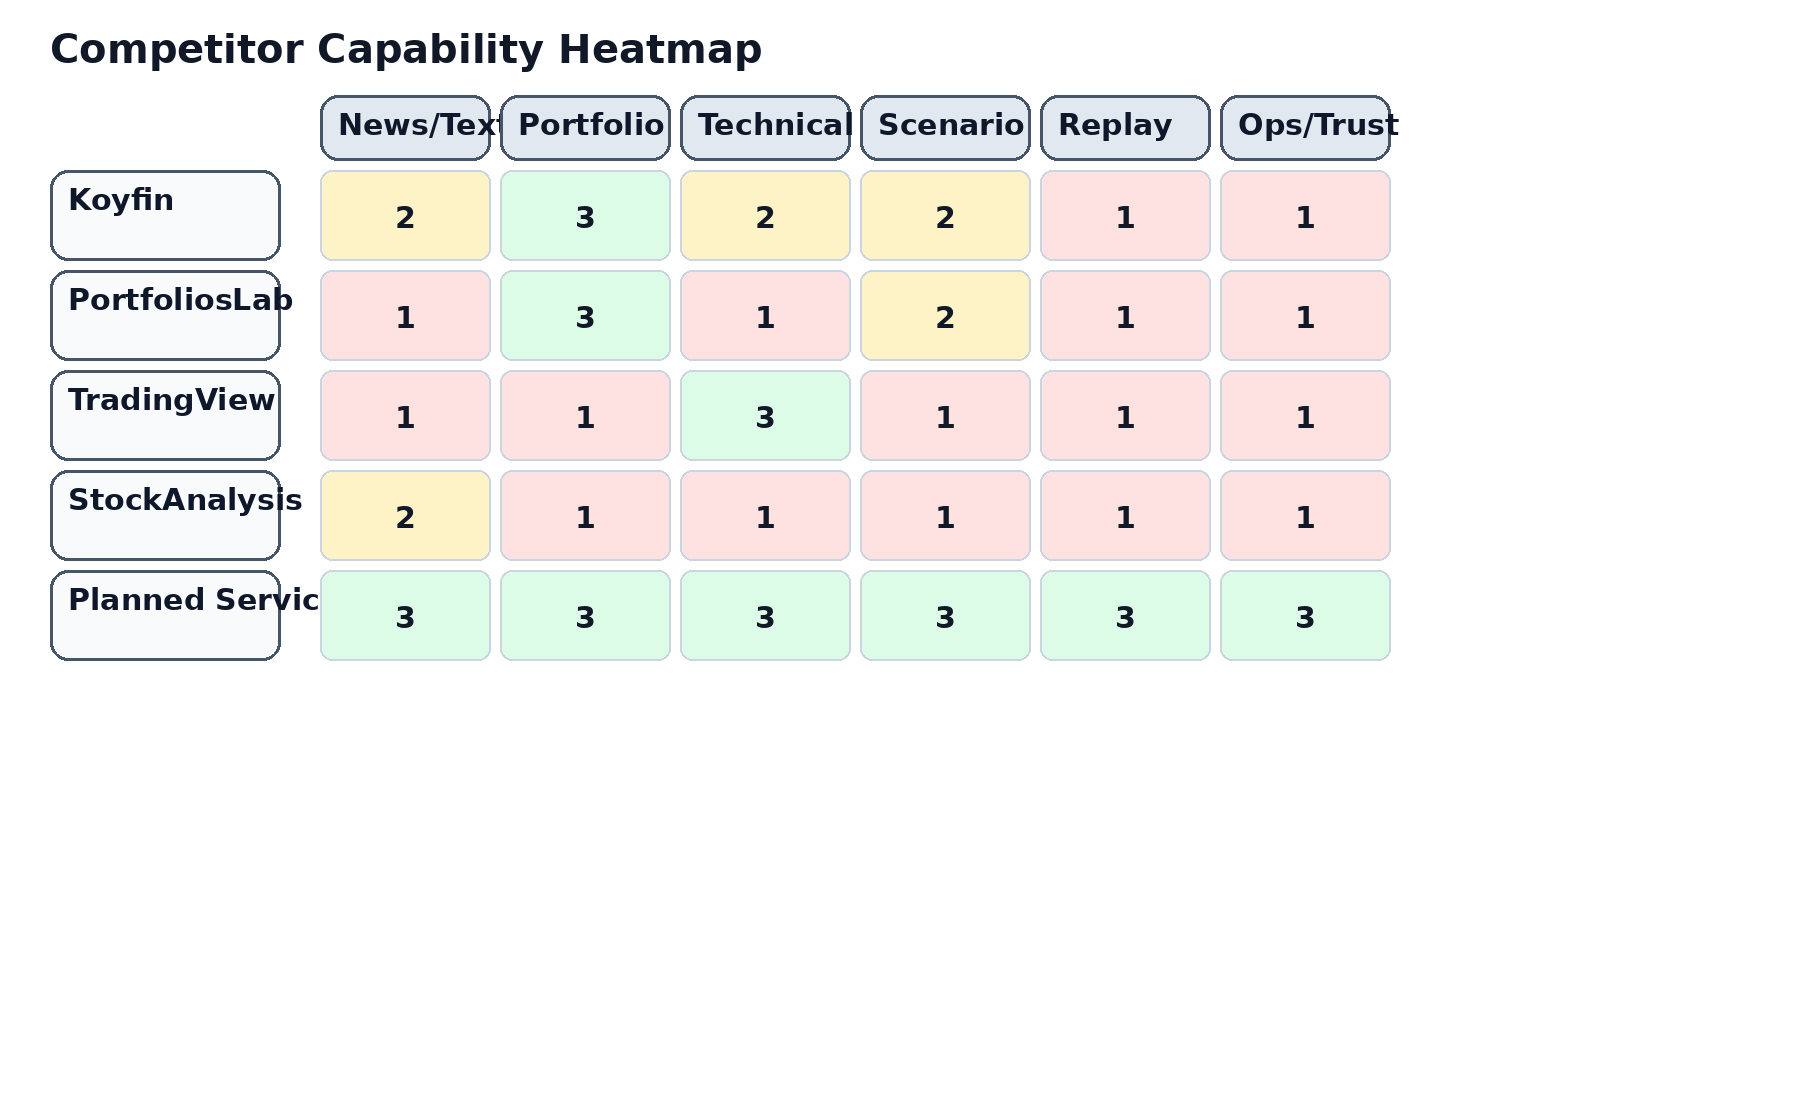 Competitor Capability Heatmap
News/Text Portfolio Technical Scenario Replay Ops/Trust
Koyfin 2 3 2 2 1 1
PortfoliosLab 1 3 1 2 1 1
TradingView 1 1 3 1 1 1
StockAnalysis 2 1 1 1 1 1
Planned Servic 3 3 3 3 3 3